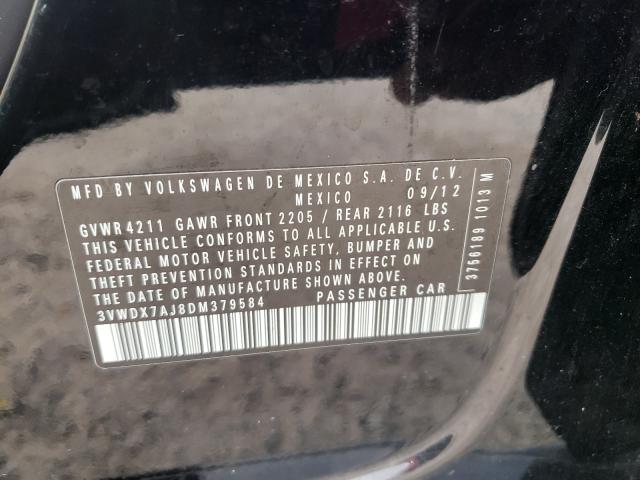 MFD BY VOLKSWAGEN DE MEXICO S.A. DE C.V.
MEXICO 09/12
GVWR 4211 GAWR FRONT 2205 / REAR 2116 LBS
THIS VEHICLE CONFORMS TO ALL APPLICABLE U.S.
FEDERAL MOTOR VEHICLE SAFETY, BUMPER AND
THEFT PREVENTION STANDARDS IN EFFECT ON
THE DATE OF MANUFACTURE SHOWN ABOVE.
3VWDX7AJ8DM379584 PASSENGER CAR
3756189 1013 M